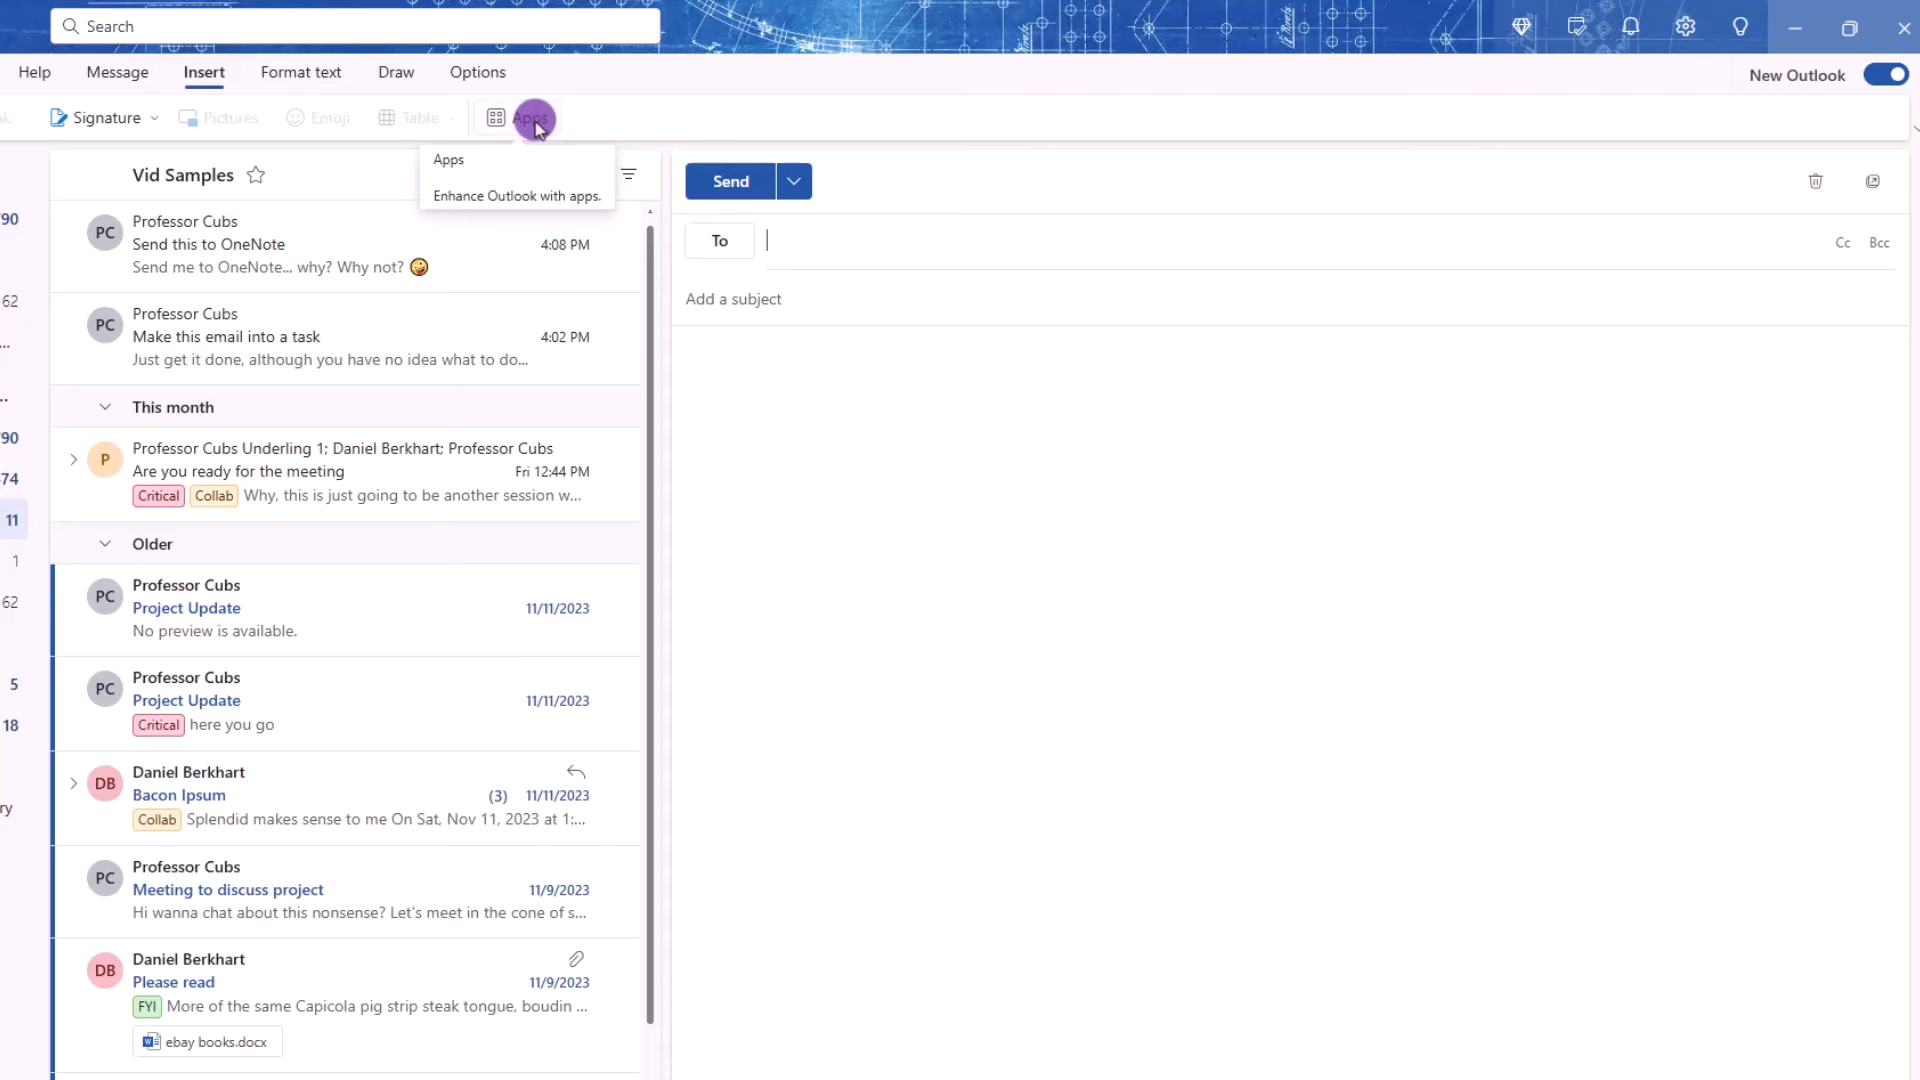 Search
Help Message Insert Format text Draw Options New Outlook
Signature Pictures Emoji Table Apps
Apps
Enhance Outlook with apps.
Vid Samples
Send
To Cc Bcc
Add a subject
90
62
...
90
74
11
1
62
5
18
ry
PC Professor Cubs
Send this to OneNote 4:08 PM
Send me to OneNote... why? Why not? 🤪
PC Professor Cubs
Make this email into a task 4:02 PM
Just get it done, although you have no idea what to do...
This month
P Professor Cubs Underling 1; Daniel Berkhart; Professor Cubs
Are you ready for the meeting Fri 12:44 PM
Critical Collab Why, this is just going to be another session w...
Older
PC Professor Cubs
Project Update 11/11/2023
No preview is available.
PC Professor Cubs
Project Update 11/11/2023
Critical here you go
DB Daniel Berkhart
Bacon Ipsum (3) 11/11/2023
Collab Splendid makes sense to me On Sat, Nov 11, 2023 at 1:...
PC Professor Cubs
Meeting to discuss project 11/9/2023
Hi wanna chat about this nonsense? Let's meet in the cone of s...
DB Daniel Berkhart
Please read 11/9/2023
FYI More of the same Capicola pig strip steak tongue, boudin ...
ebay books.docx